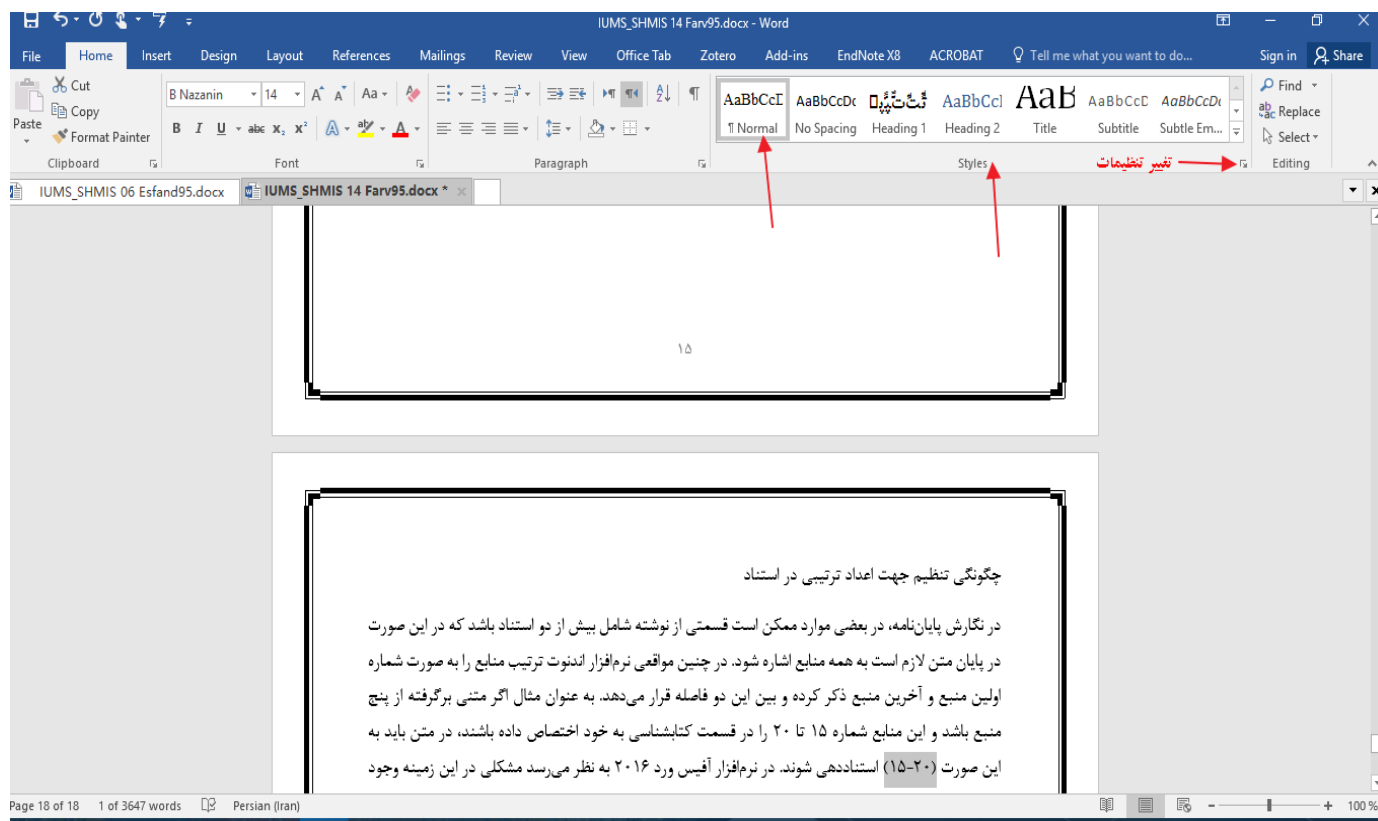 IUMS_SHMIS 14 Farv95.docx - Word
File Home Insert Design Layout References Mailings Review View Office Tab Zotero Add-ins EndNote X8 ACROBAT Tell me what you want to do... Sign in Share
Paste
Cut
Copy
Format Painter
Clipboard
B Nazanin 14 A A Aa
B I U abc X₂ X² A aby A
Font
Paragraph
AaBbCcD AaBbCcDc AaBbCcI AaB AaBbCcD AaBbCcDc
¶ Normal No Spacing Heading 1 Heading 2 Title Subtitle Subtle Em...
Styles
تغییر تنظیمات
Find
Replace
Select
Editing
IUMS_SHMIS 06 Esfand95.docx IUMS_SHMIS 14 Farv95.docx *
۱۵
چگونگی تنظیم جهت اعداد ترتیبی در استناد
در نگارش پایان‌نامه، در بعضی موارد ممکن است قسمتی از نوشته شامل بیش از دو استناد باشد که در این صورت
در پایان متن لازم است به همه منابع اشاره شود. در چنین مواقعی نرم‌افزار اندنوت ترتیب منابع را به صورت شماره
اولین منبع و آخرین منبع ذکر کرده و بین این دو فاصله قرار می‌دهد. به عنوان مثال اگر متنی برگرفته از پنج
منبع باشد و این منابع شماره ۱۵ تا ۲۰ را در قسمت کتابشناسی به خود اختصاص داده باشند، در متن باید به
این صورت (۲۰-۱۵) استناددهی شوند. در نرم‌افزار آفیس ورد ۲۰۱۶ به نظر می‌رسد مشکلی در این زمینه وجود
Page 18 of 18 1 of 3647 words Persian (Iran) 100 %